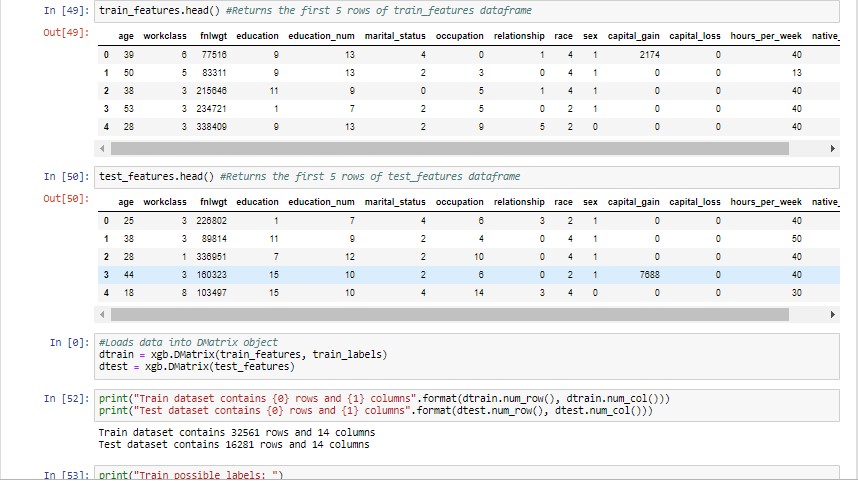 In [49]: train_features.head() #Returns the first 5 rows of train_features dataframe
Out[49]:
age workclass fnlwgt education education_num marital_status occupation relationship race sex capital_gain capital_loss hours_per_week native_
0 39 6 77516 9 13 4 0 1 4 1 2174 0 40
1 50 5 83311 9 13 2 3 0 4 1 0 0 13
2 38 3 215646 11 9 0 5 1 4 1 0 0 40
3 53 3 234721 1 7 2 5 0 2 1 0 0 40
4 28 3 338409 9 13 2 9 5 2 0 0 0 40
In [50]: test_features.head() #Returns the first 5 rows of test_features dataframe
Out[50]:
age workclass fnlwgt education education_num marital_status occupation relationship race sex capital_gain capital_loss hours_per_week native_
0 25 3 226802 1 7 4 6 3 2 1 0 0 40
1 38 3 89814 11 9 2 4 0 4 1 0 0 50
2 28 1 336951 7 12 2 10 0 4 1 0 0 40
3 44 3 160323 15 10 2 6 0 2 1 7688 0 40
4 18 8 103497 15 10 4 14 3 4 0 0 0 30
In [0]: #Loads data into DMatrix object
dtrain = xgb.DMatrix(train_features, train_labels)
dtest = xgb.DMatrix(test_features)
In [52]: print("Train dataset contains {0} rows and {1} columns".format(dtrain.num_row(), dtrain.num_col()))
print("Test dataset contains {0} rows and {1} columns".format(dtest.num_row(), dtest.num_col()))
Train dataset contains 32561 rows and 14 columns
Test dataset contains 16281 rows and 14 columns
In [53]: print("Train possible labels: ")